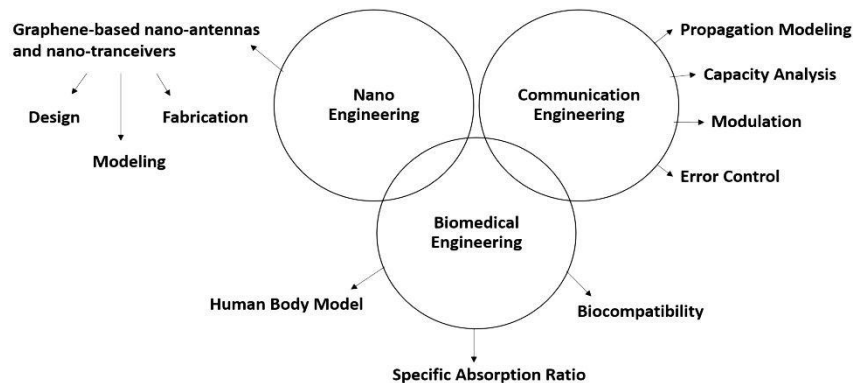 Graphene-based nano-antennas
and nano-tranceivers
Design
Fabrication
Modeling
Nano
Engineering
Communication
Engineering
Propagation Modeling
Capacity Analysis
Modulation
Error Control
Biomedical
Engineering
Human Body Model
Biocompatibility
Specific Absorption Ratio